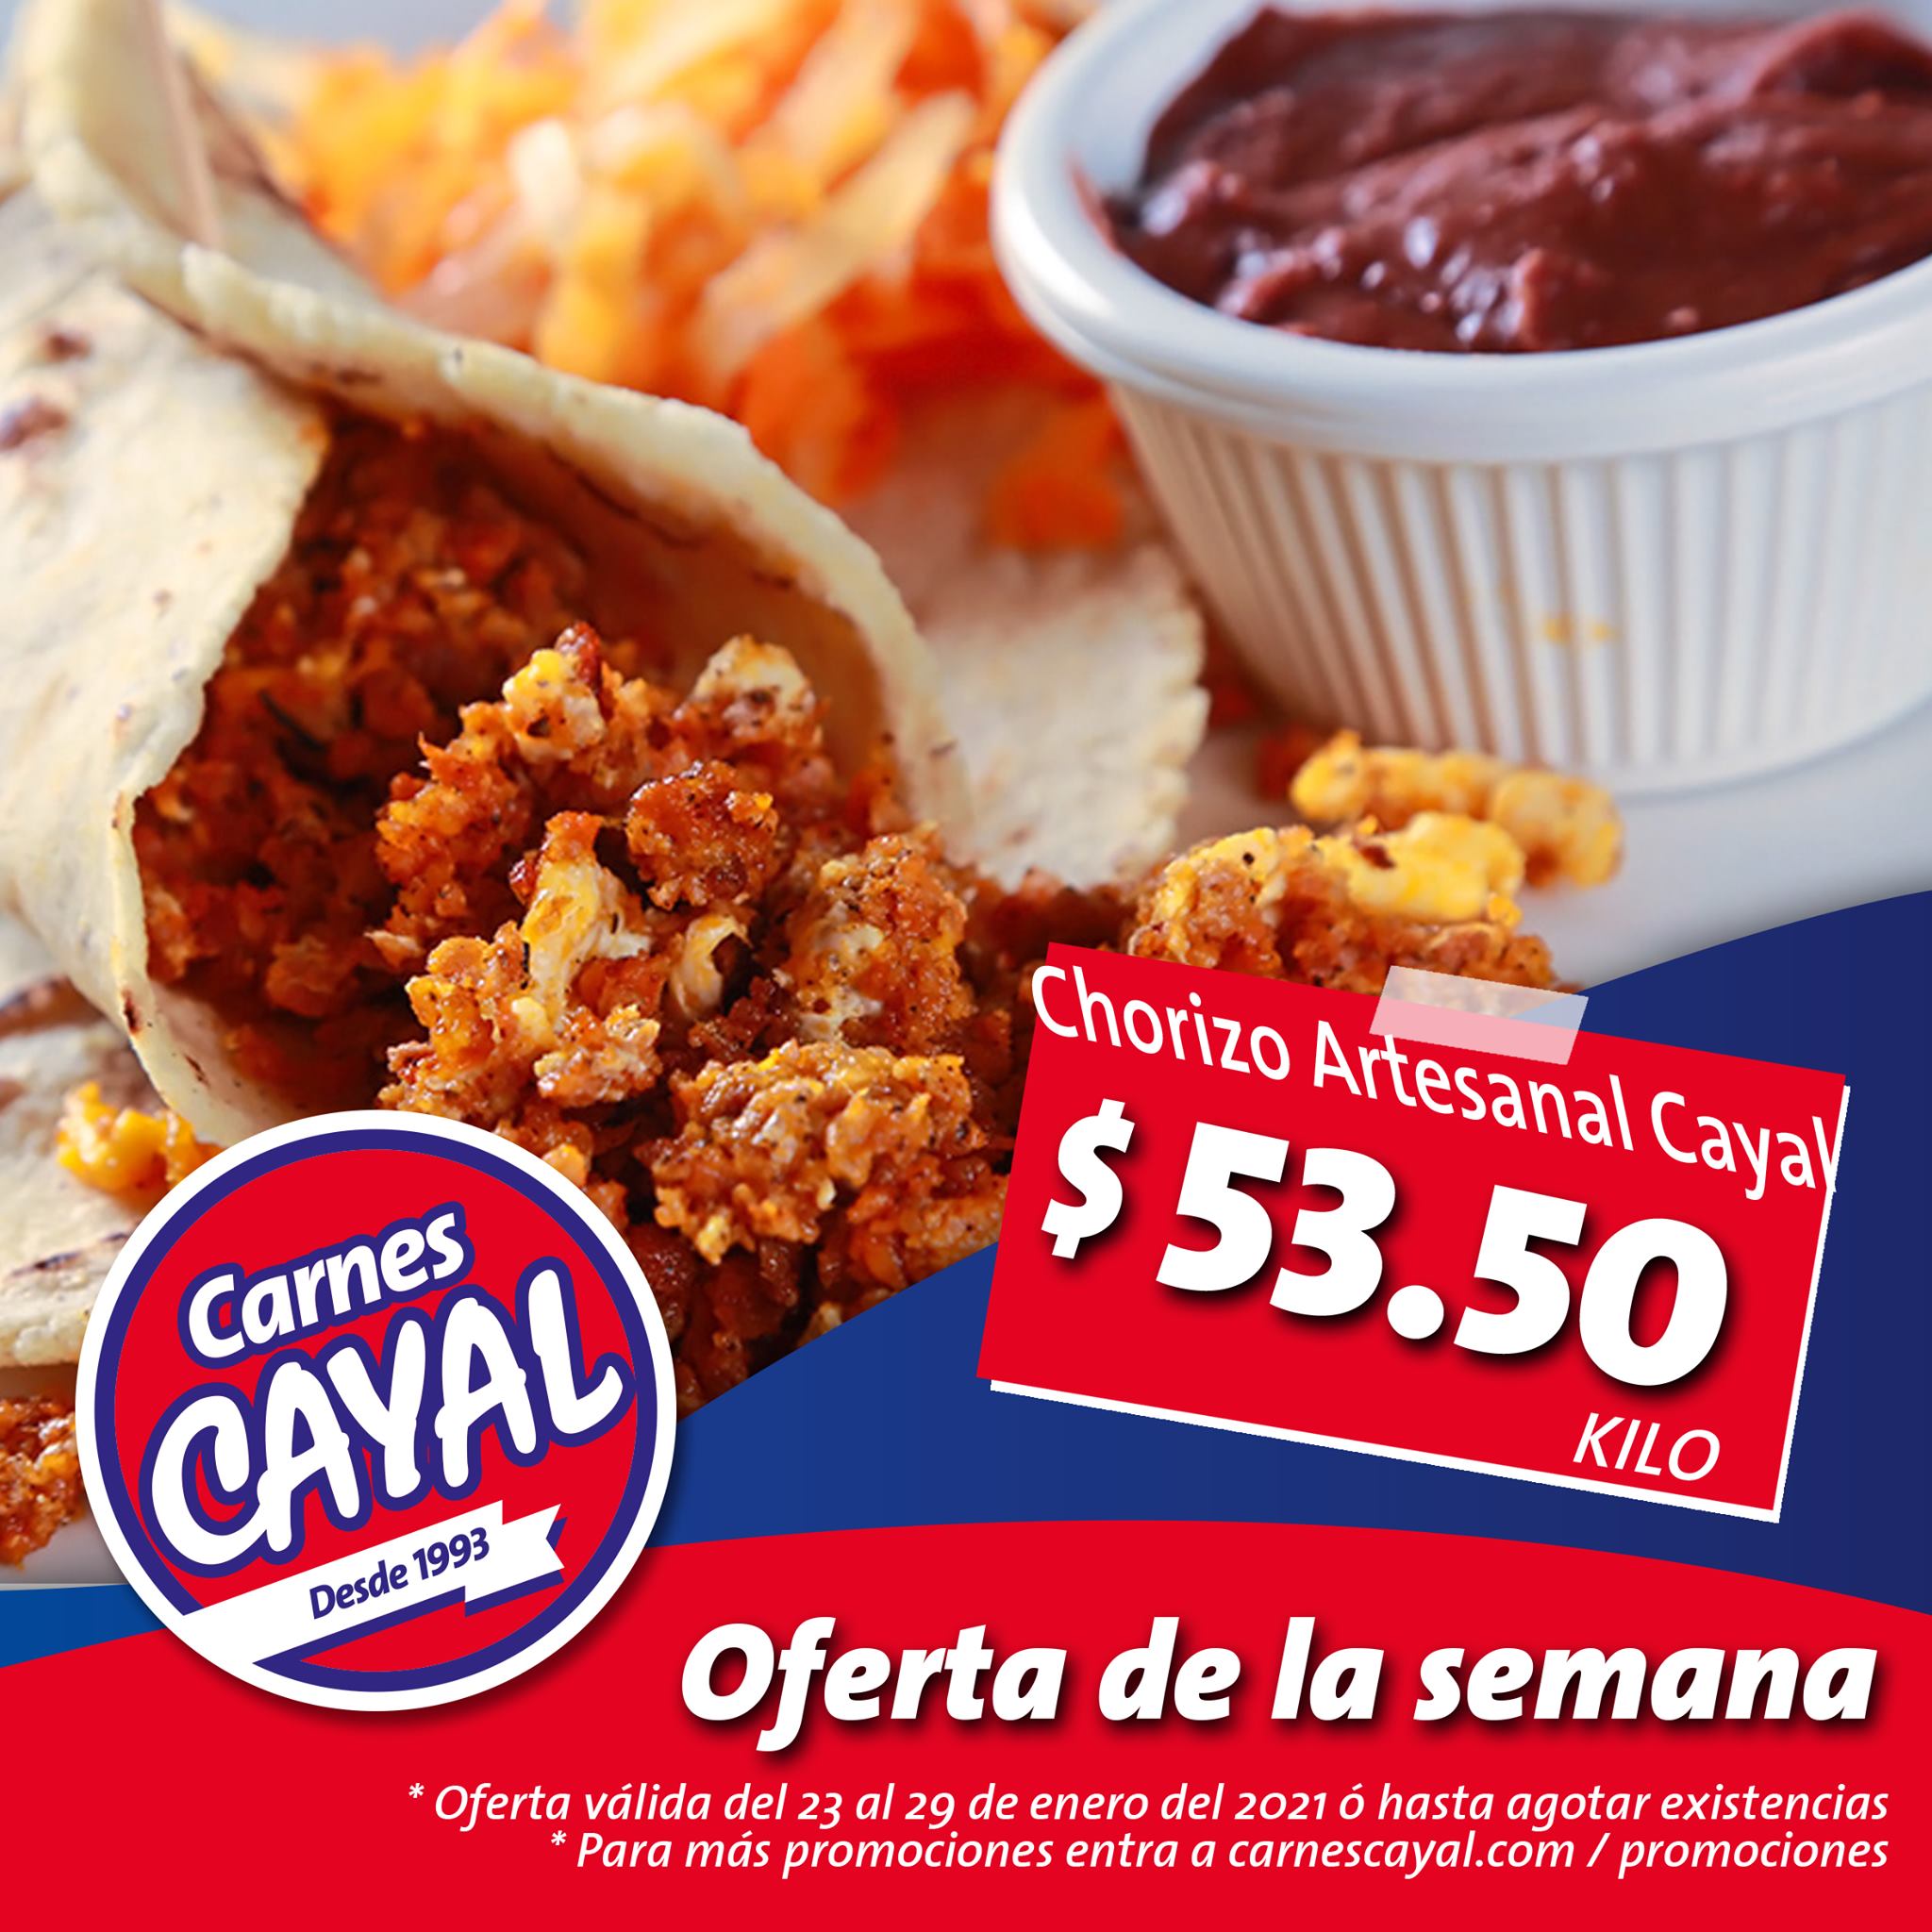 Chorizo Artesanal Cayal
$ 53.50
KILO
Carnes
CAYAL
Desde 1993
Oferta de la semana
* Oferta válida del 23 al 29 de enero del 2021 ó hasta agotar existencias
* Para más promociones entra a carnescayal.com / promociones